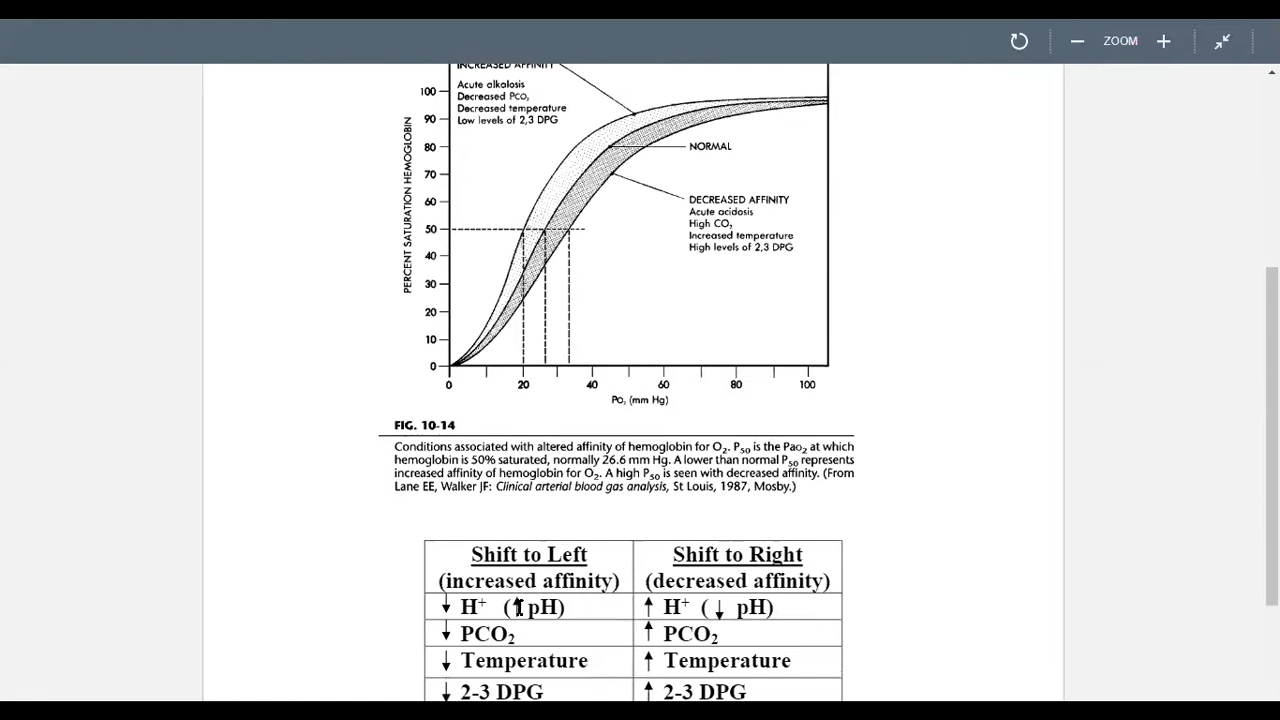 ZOOM
INCREASED AFFINITY
Acute alkalosis
Decreased PCO₂
Decreased temperature
Low levels of 2,3 DPG
PERCENT SATURATION HEMOGLOBIN
100
90
80
70
60
50
40
30
20
10
0
NORMAL
DECREASED AFFINITY
Acute acidosis
High CO₂
Increased temperature
High levels of 2,3 DPG
0 20 40 60 80 100
PO₂ (mm Hg)
FIG. 10-14
Conditions associated with altered affinity of hemoglobin for O₂. P₅₀ is the PaO₂ at which
hemoglobin is 50% saturated, normally 26.6 mm Hg. A lower than normal P₅₀ represents
increased affinity of hemoglobin for O₂. A high P₅₀ is seen with decreased affinity. (From
Lane EE, Walker JF: Clinical arterial blood gas analysis, St Louis, 1987, Mosby.)
Shift to Left Shift to Right
(increased affinity) (decreased affinity)
↓ H⁺ (↑ pH) ↑ H⁺ ( ↓ pH)
↓ PCO₂ ↑ PCO₂
↓ Temperature ↑ Temperature
↓ 2-3 DPG ↑ 2-3 DPG